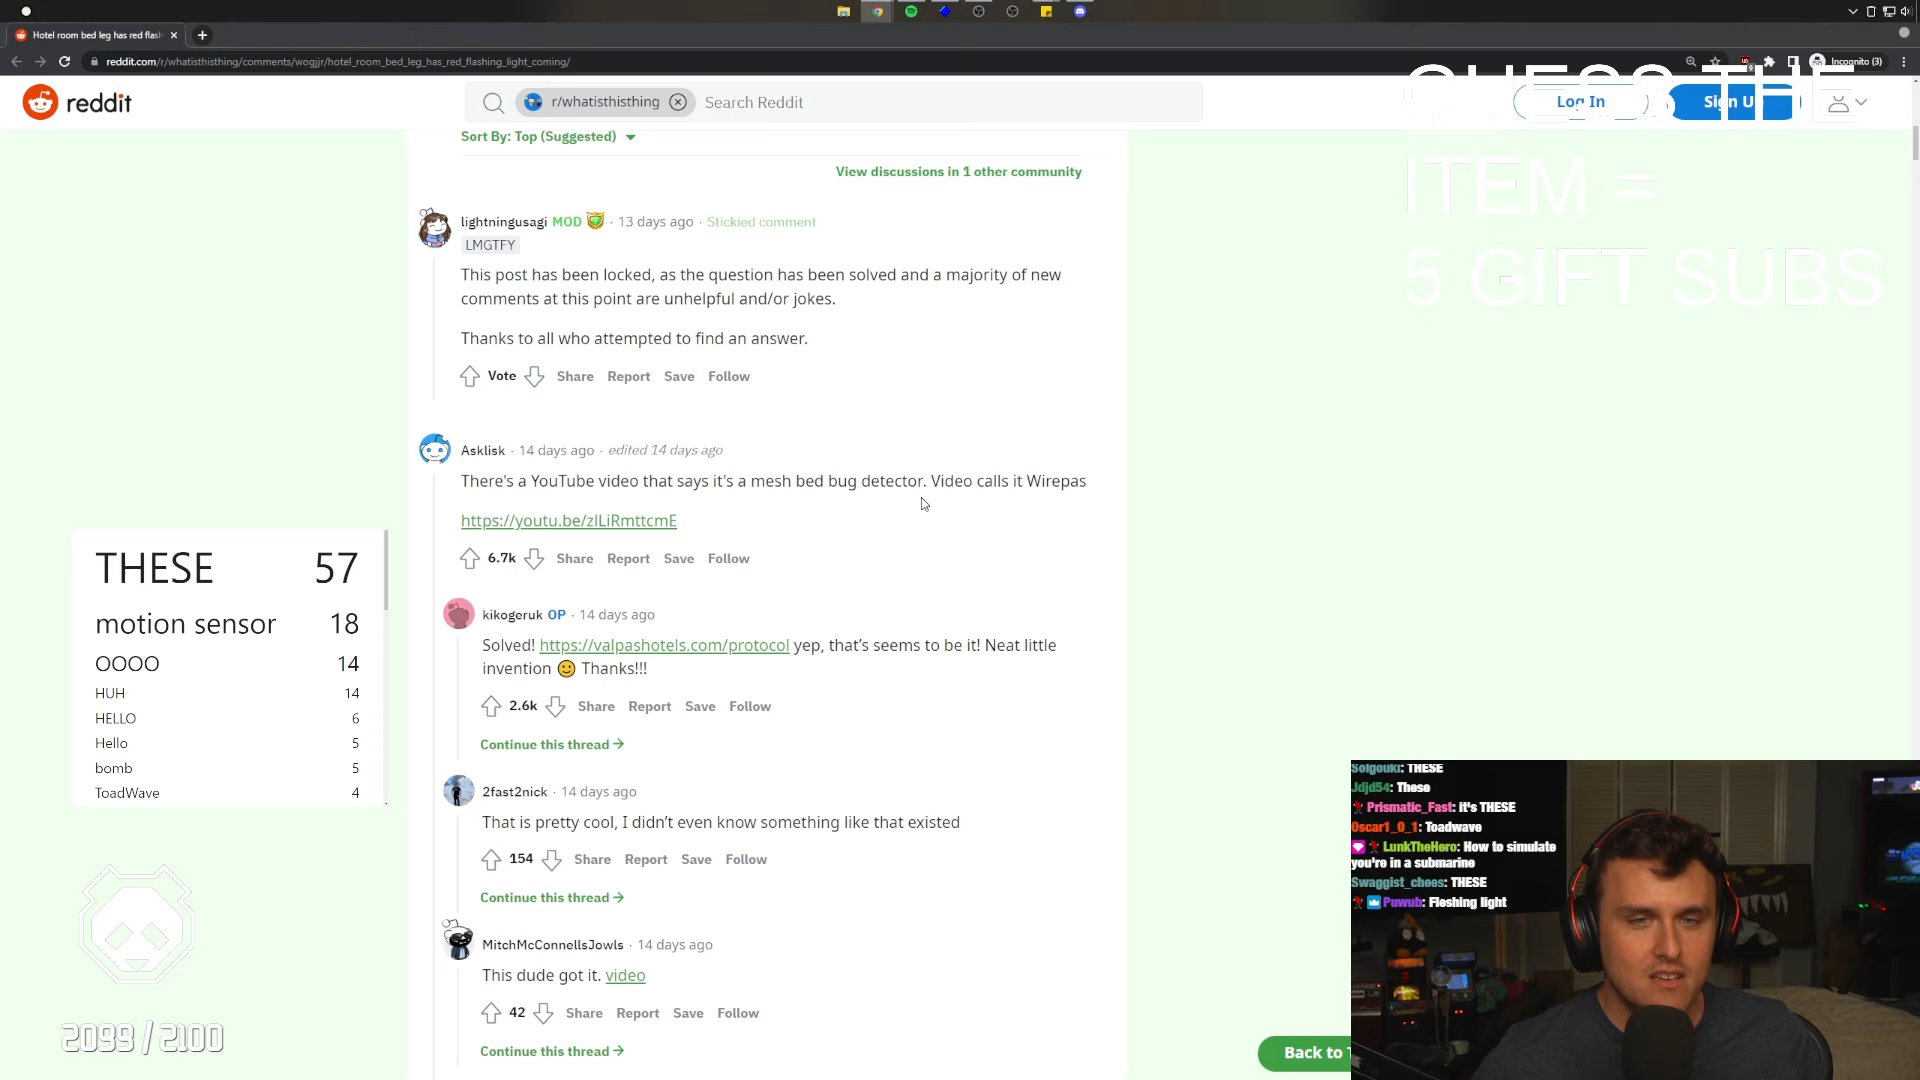 Hotel room bed leg has red flash
reddit.com/r/whatisthisthing/comments/wogjjr/hotel_room_bed_leg_has_red_flashing_light_coming/
Incognito (3)
reddit
r/whatisthisthing
Search Reddit
Log In
Sign U
GUESS THE
ITEM =
5 GIFT SUBS
Sort By: Top (Suggested)
View discussions in 1 other community
lightningusagi MOD · 13 days ago · Stickied comment
LMGTFY
This post has been locked, as the question has been solved and a majority of new
comments at this point are unhelpful and/or jokes.
Thanks to all who attempted to find an answer.
Vote Share Report Save Follow
Asklisk · 14 days ago · edited 14 days ago
There's a YouTube video that says it's a mesh bed bug detector. Video calls it Wirepas
https://youtu.be/zlLiRmttcmE
6.7k Share Report Save Follow
kikogeruk OP · 14 days ago
Solved! https://valpashotels.com/protocol yep, that's seems to be it! Neat little
invention 🙂 Thanks!!!
2.6k Share Report Save Follow
Continue this thread →
2fast2nick · 14 days ago
That is pretty cool, I didn't even know something like that existed
154 Share Report Save Follow
Continue this thread →
MitchMcConnellsJowls · 14 days ago
This dude got it. video
42 Share Report Save Follow
Continue this thread →
Back to
THESE 57
motion sensor 18
OOOO 14
HUH 14
HELLO 6
Hello 5
bomb 5
ToadWave 4
2099 / 2100
Solgouki: THESE
Jdjd54: These
Prismatic_Fast: it's THESE
Oscar1_0_1: Toadwave
LunkTheHero: How to simulate
you're in a submarine
Swaggist_chees: THESE
Puwub: Fleshing light